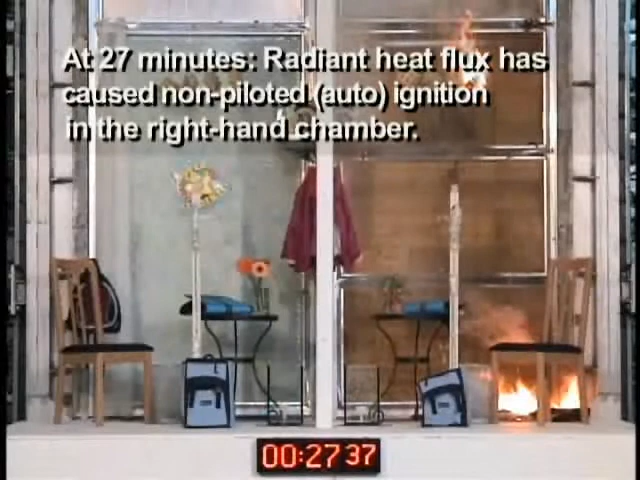 At 27 minutes: Radiant heat flux has
caused non-piloted (auto) ignition
in the right-hand chamber.
00:27 37